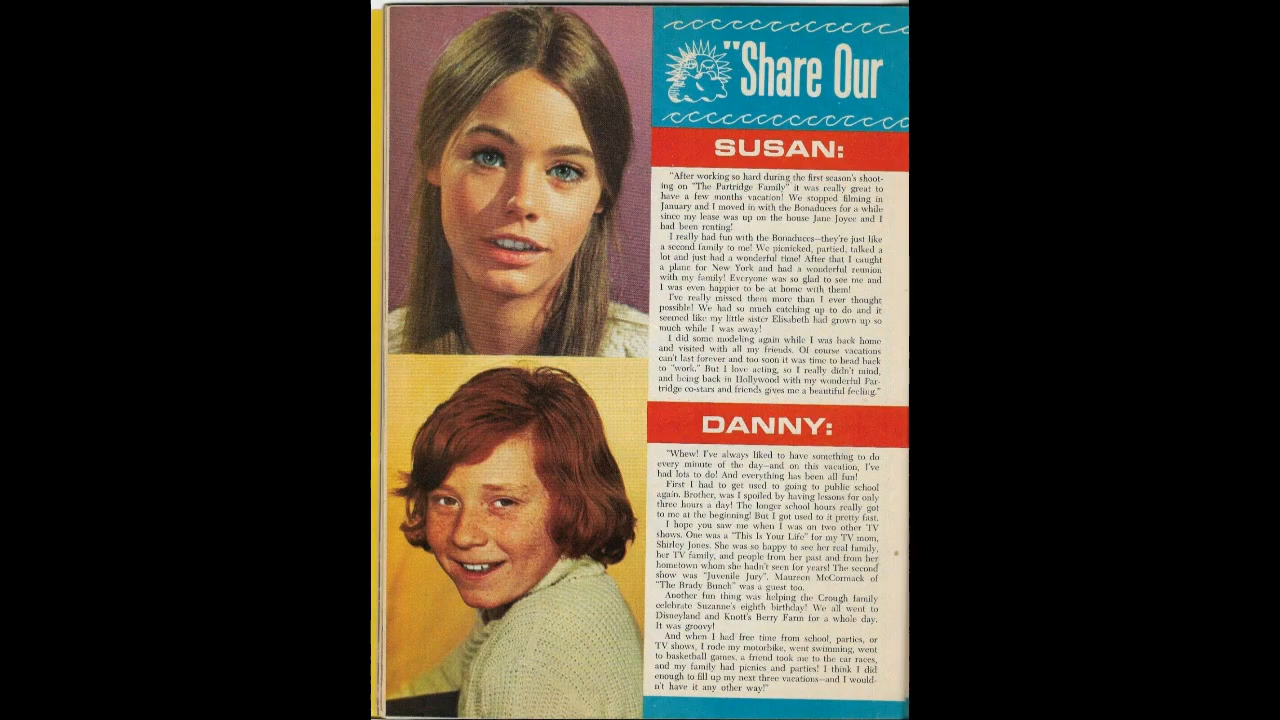 "Share Our
SUSAN:
"After working so hard during the first season's shoot-
ing on "The Partridge Family" it was really great to
have a few months vacation! We stopped filming in
January and I moved in with the Bonaduces for a while
since my lease was up on the house Jane Joyce and I
had been renting!
I really had fun with the Bonaduces—they're just like
a second family to me! We picnicked, partied, talked a
lot and just had a wonderful time! After that I caught
a plane for New York and had a wonderful reunion
with my family! Everyone was so glad to see me and
I was even happier to be at home with them!
I've really missed them more than I ever thought
possible! We had so much catching up to do and it
seemed like my little sister Elisabeth had grown up so
much while I was away!
I did some modeling again while I was back home
and visited with all my friends. Of course vacations
can't last forever and too soon it was time to head back
to "work." But I love acting, so I really didn't mind,
and being back in Hollywood with my wonderful Par-
tridge co-stars and friends gives me a beautiful feeling."
DANNY:
"Whew! I've always liked to have something to do
every minute of the day—and on this vacation, I've
had lots to do! And everything has been all fun!
First I had to get used to going to public school
again. Brother, was I spoiled by having lessons for only
three hours a day! The longer school hours really got
to me at the beginning! But I got used to it pretty fast.
I hope you saw me when I was on two other TV
shows. One was a "This Is Your Life" for my TV mom,
Shirley Jones. She was so happy to see her real family,
her TV family, and people from her past and from her
hometown whom she hadn't seen for years! The second
show was "Juvenile Jury". Maureen McCormack of
"The Brady Bunch" was a guest too.
Another fun thing was helping the Crough family
celebrate Suzanne's eighth birthday! We all went to
Disneyland and Knott's Berry Farm for a whole day.
It was groovy!
And when I had free time from school, parties, or
TV shows, I rode my motorbike, went swimming, went
to basketball games, a friend took me to the car races,
and my family had picnics and parties! I think I did
enough to fill up my next three vacations—and I would-
n't have it any other way!"